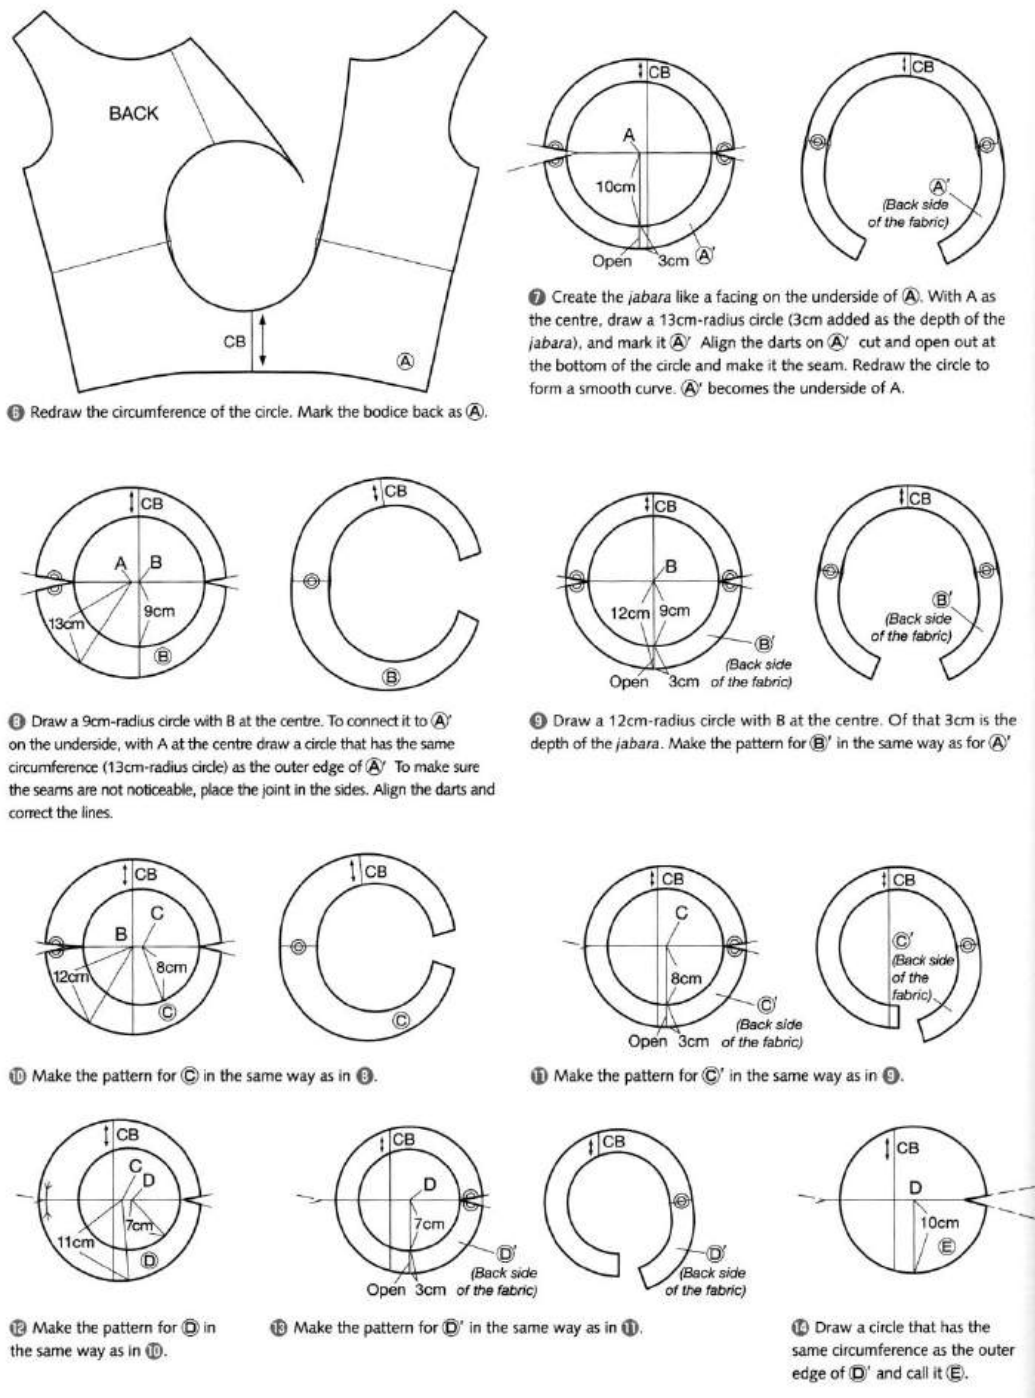 BACK
CB
Ⓐ
❻ Redraw the circumference of the circle. Mark the bodice back as Ⓐ.
CB
A
10cm
Open
3cm
Ⓐ′
CB
Ⓐ′
(Back side
of the fabric)
❼ Create the jabara like a facing on the underside of Ⓐ. With A as
the centre, draw a 13cm-radius circle (3cm added as the depth of the
jabara), and mark it Ⓐ′ Align the darts on Ⓐ′ cut and open out at
the bottom of the circle and make it the seam. Redraw the circle to
form a smooth curve. Ⓐ′ becomes the underside of A.
CB
A B
13cm
9cm
Ⓑ
CB
Ⓑ
❽ Draw a 9cm-radius circle with B at the centre. To connect it to Ⓐ′
on the underside, with A at the centre draw a circle that has the same
circumference (13cm-radius circle) as the outer edge of Ⓐ′ To make sure
the seams are not noticeable, place the joint in the sides. Align the darts and
correct the lines.
CB
B
12cm 9cm
Ⓑ′
(Back side
of the fabric)
Open 3cm
CB
Ⓑ′
(Back side
of the fabric)
❾ Draw a 12cm-radius circle with B at the centre. Of that 3cm is the
depth of the jabara. Make the pattern for Ⓑ′ in the same way as for Ⓐ′
CB
C
B
12cm
8cm
Ⓒ
CB
Ⓒ
❿ Make the pattern for Ⓒ in the same way as in ❽.
CB
C
8cm
Ⓒ′
(Back side
of the fabric)
Open 3cm
CB
Ⓒ′
(Back side
of the
fabric)
⓫ Make the pattern for Ⓒ′ in the same way as in ❾.
CB
C
D
7cm
11cm
Ⓓ
⓬ Make the pattern for Ⓓ in
the same way as in ❿.
CB
D
7cm
Ⓓ′
(Back side
of the fabric)
Open 3cm
CB
Ⓓ′
(Back side
of the fabric)
⓭ Make the pattern for Ⓓ′ in the same way as in ⓫.
CB
D
10cm
Ⓔ
⓮ Draw a circle that has the
same circumference as the outer
edge of Ⓓ′ and call it Ⓔ.